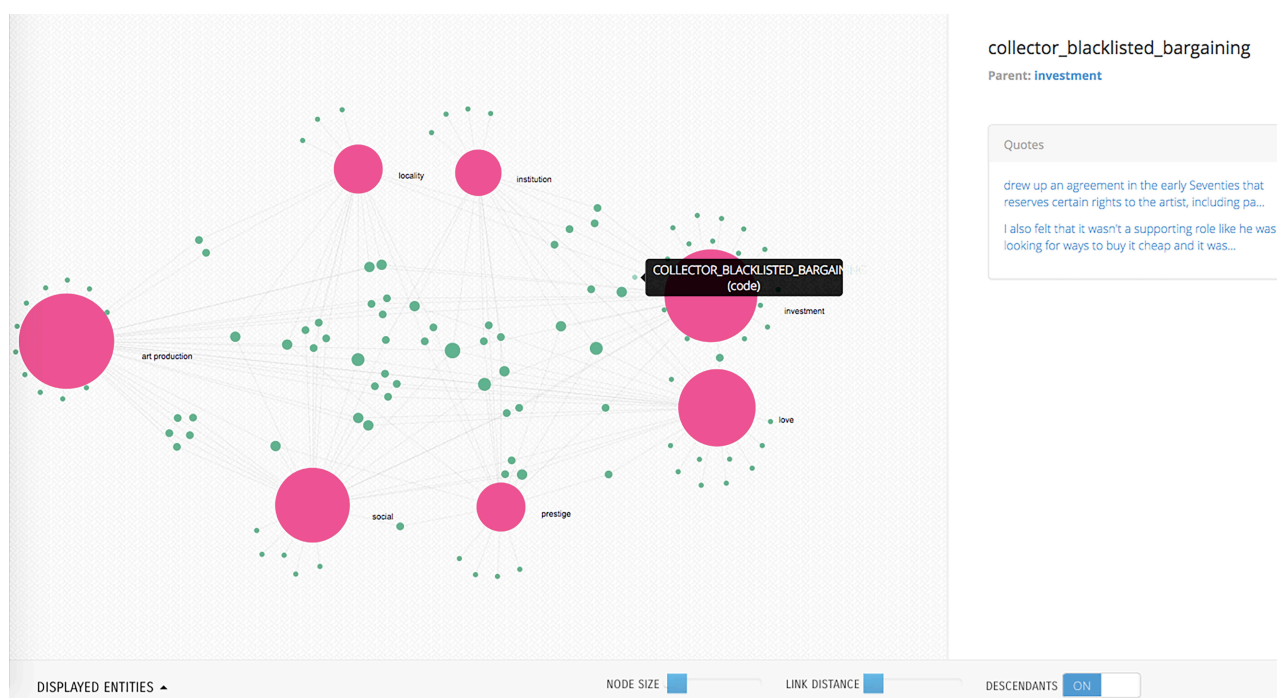 collector_blacklisted_bargaining
Parent: investment
Quotes
drew up an agreement in the early Seventies that
reserves certain rights to the artist, including pa...
I also felt that it wasn't a supporting role like he was
looking for ways to buy it cheap and it was...
locality
institution
COLLECTOR_BLACKLISTED_BARGAIN
(code)
investment
art production
love
social
prestige
DISPLAYED ENTITIES
NODE SIZE
LINK DISTANCE
DESCENDANTS ON